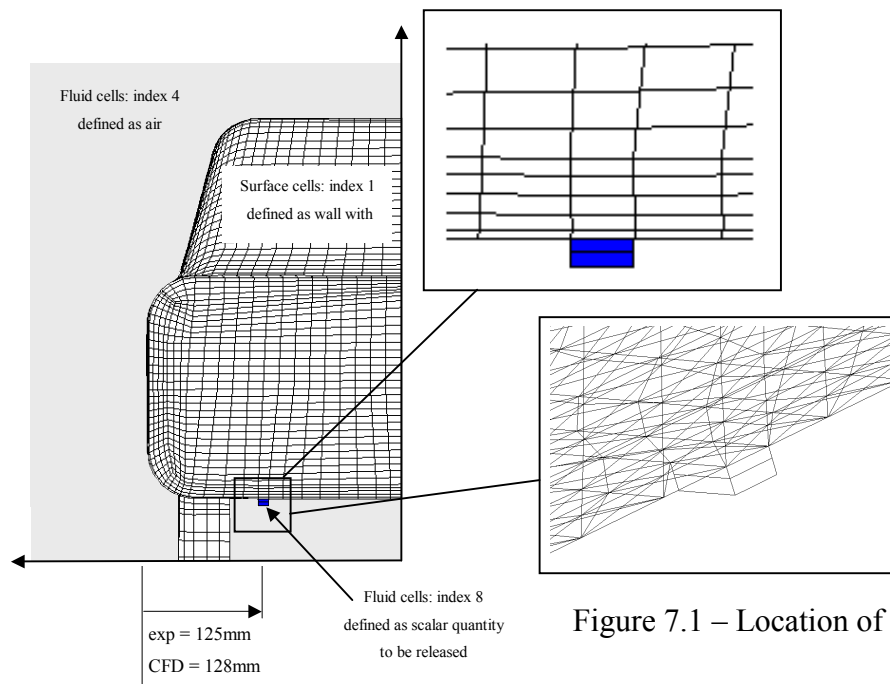 Fluid cells: index 4
defined as air
Surface cells: index 1
defined as wall with
Fluid cells: index 8
defined as scalar quantity
to be released
exp = 125mm
CFD = 128mm
Figure 7.1 – Location of